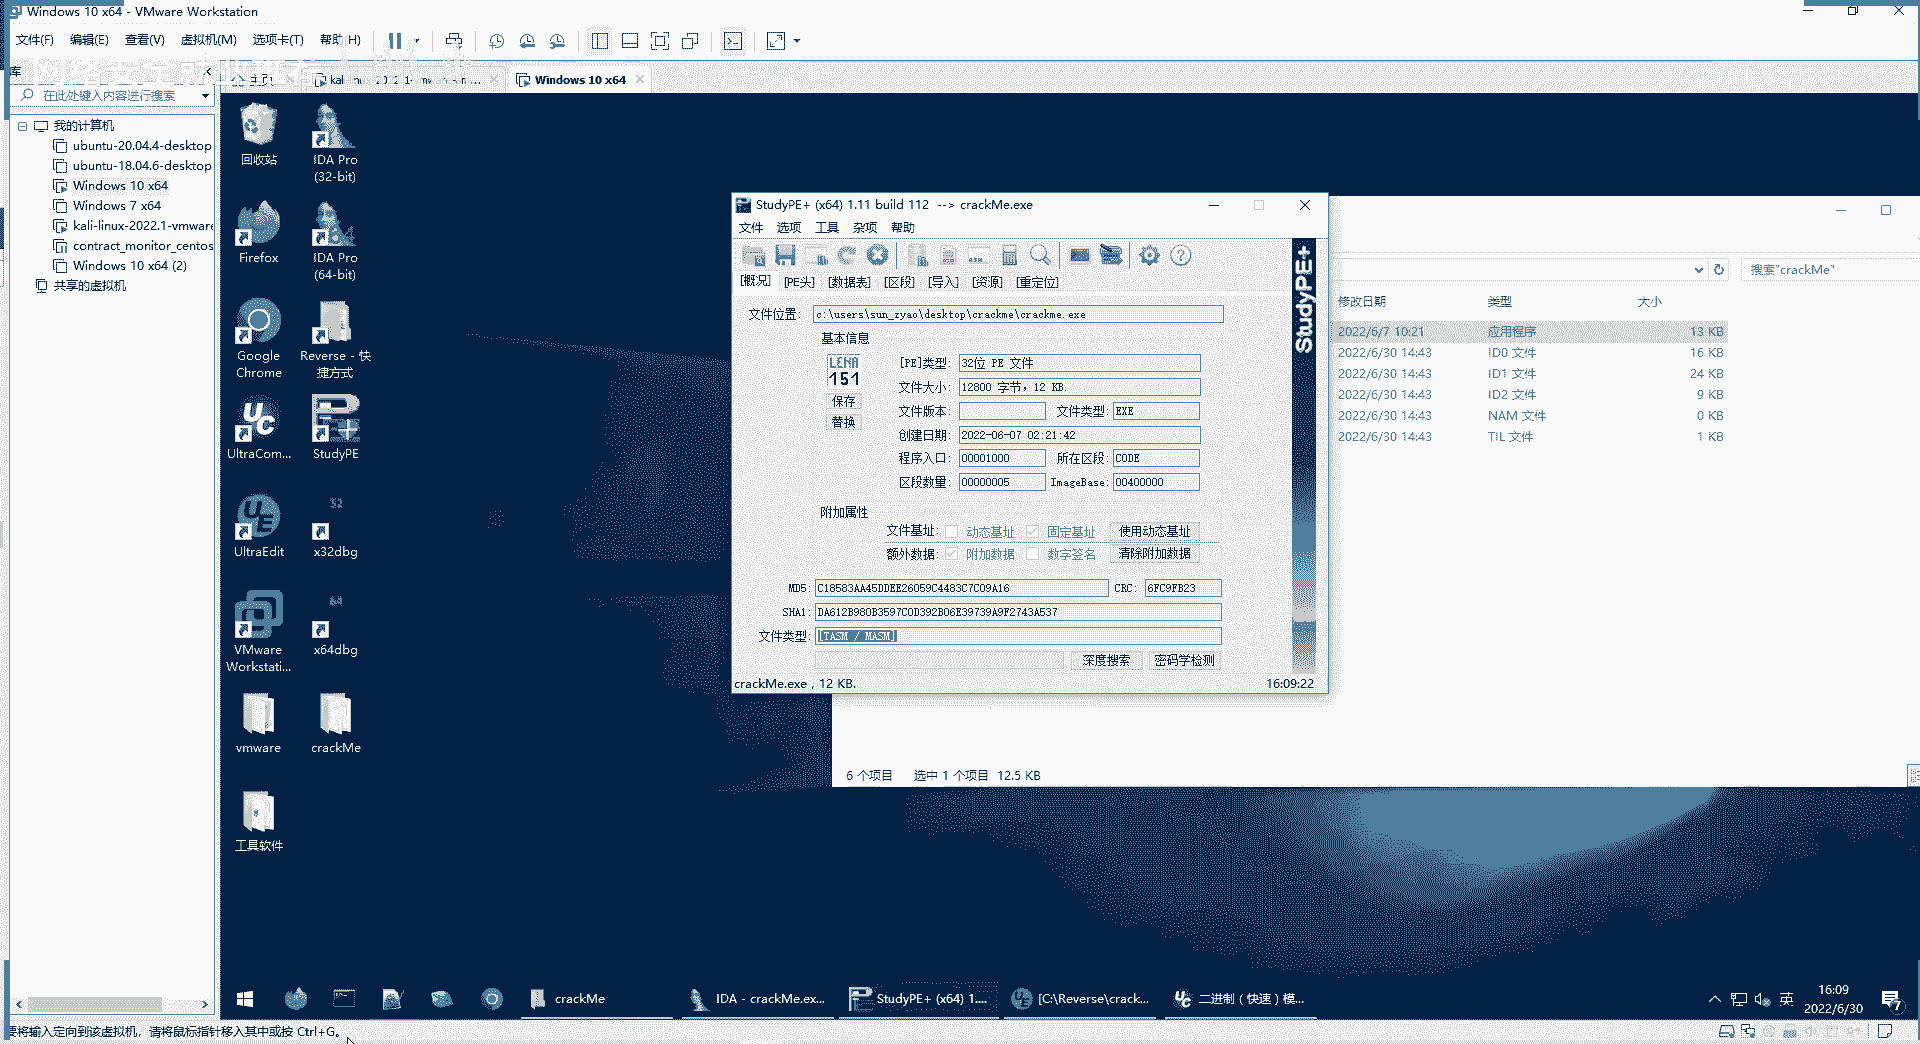 Windows 10 x64 - VMware Workstation
文件(F) 编辑(E) 查看(V) 虚拟机(M) 选项卡(T) 帮助(H)
库
主页
kali-linux-2022.1-vmware-am...
Windows 10 x64
在此处键入内容进行搜索
我的计算机
ubuntu-20.04.4-desktop
ubuntu-18.04.6-desktop
Windows 10 x64
Windows 7 x64
kali-linux-2022.1-vmware
contract_monitor_centos
Windows 10 x64 (2)
共享的虚拟机
回收站
IDA Pro (32-bit)
Firefox
IDA Pro (64-bit)
Google Chrome
Reverse - 快捷方式
UltraCom...
StudyPE
UltraEdit
32
x32dbg
VMware Workstati...
64
x64dbg
vmware
crackMe
工具软件
StudyPE+ (x64) 1.11 build 112 --> crackMe.exe
文件 选项 工具 杂项 帮助
[概况] [PE头] [数据表] [区段] [导入] [资源] [重定位]
StudyPE+
文件位置: c:\users\sun_zyao\desktop\crackme\crackme.exe
基本信息
LENA
151
保存
替换
[PE]类型: 32位 PE 文件
文件大小: 12800 字节, 12 KB.
文件版本: 文件类型: EXE
创建日期: 2022-06-07 02:21:42
程序入口: 00001000 所在区段: CODE
区段数量: 00000005 ImageBase: 00400000
附加属性
文件基址: 动态基址 固定基址 使用动态基址
额外数据: 附加数据 数字签名 清除附加数据
MD5: C18583AA45DDEE26059C4483C7C09A16 CRC: 6FC9FB23
SHA1: DA612B980B3597C0D392B06E39739A9F2743A537
文件类型: [TASM / MASM]
深度搜索 密码学检测
crackMe.exe , 12 KB. 16:09:22
搜索"crackMe"
修改日期 类型 大小
2022/6/7 10:21 应用程序 13 KB
2022/6/30 14:43 ID0 文件 16 KB
2022/6/30 14:43 ID1 文件 24 KB
2022/6/30 14:43 ID2 文件 9 KB
2022/6/30 14:43 NAM 文件 0 KB
2022/6/30 14:43 TIL 文件 1 KB
6 个项目 选中 1 个项目 12.5 KB
crackMe
IDA - crackMe.ex...
StudyPE+ (x64) 1....
[C:\Reverse\crack...
二进制 (快速) 模...
英
16:09
2022/6/30
7
要将输入定向到该虚拟机，请将鼠标指针移入其中或按 Ctrl+G。